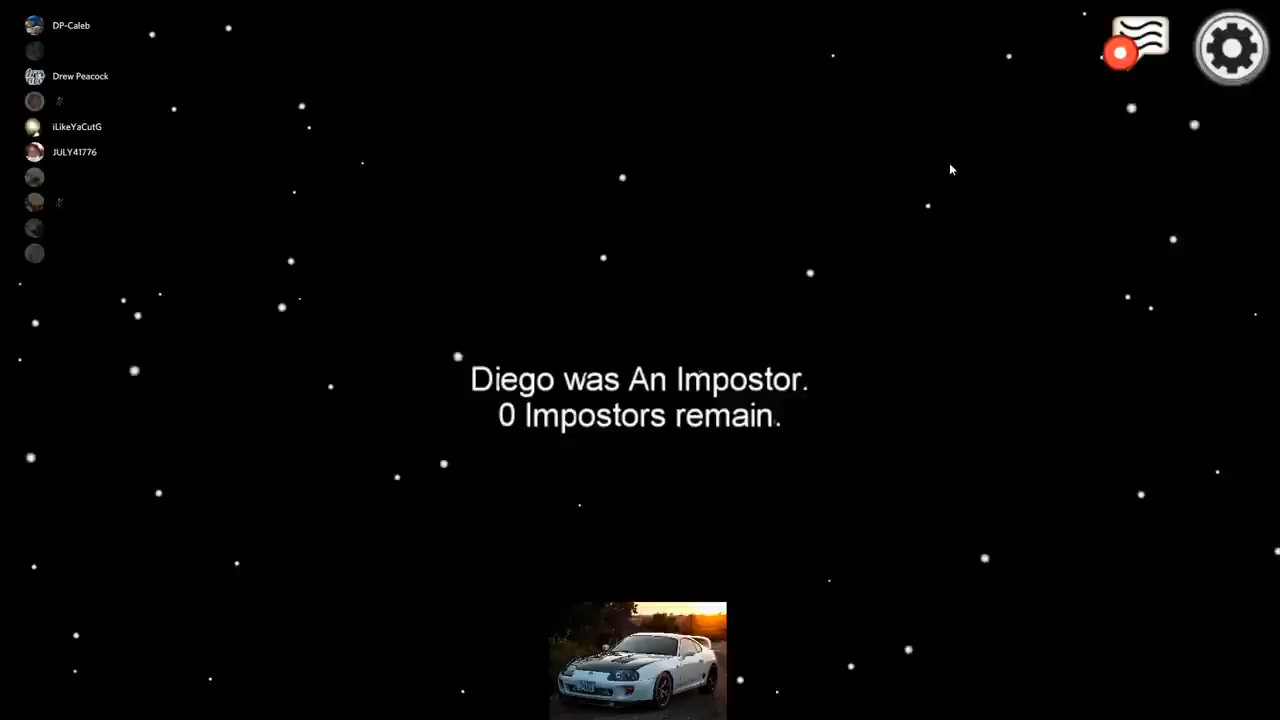 DP-Caleb
Drew Peacock
iLikeYaCutG
JULY41776
Diego was An Impostor.
0 Impostors remain.